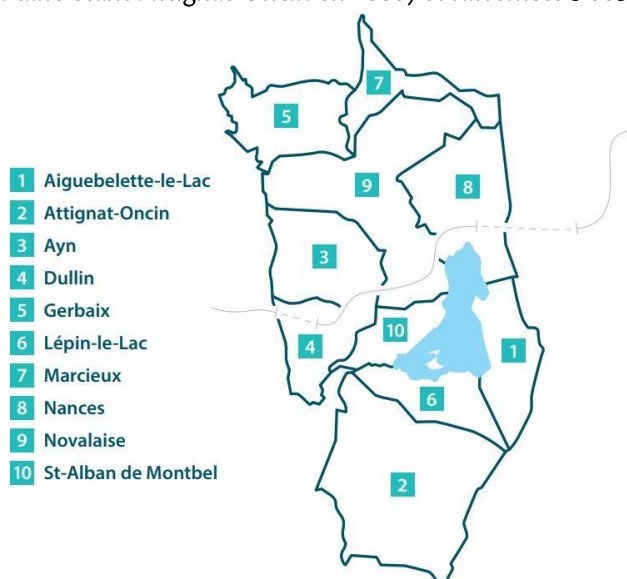 1 Aiguebelette-le-Lac
2 Attignat-Oncin
3 Ayn
4 Dullin
5 Gerbaix
6 Lépin-le-Lac
7 Marcieux
8 Nances
9 Novalaise
10 St-Alban de Montbel
7
5
9
8
3
10
4
1
6
2